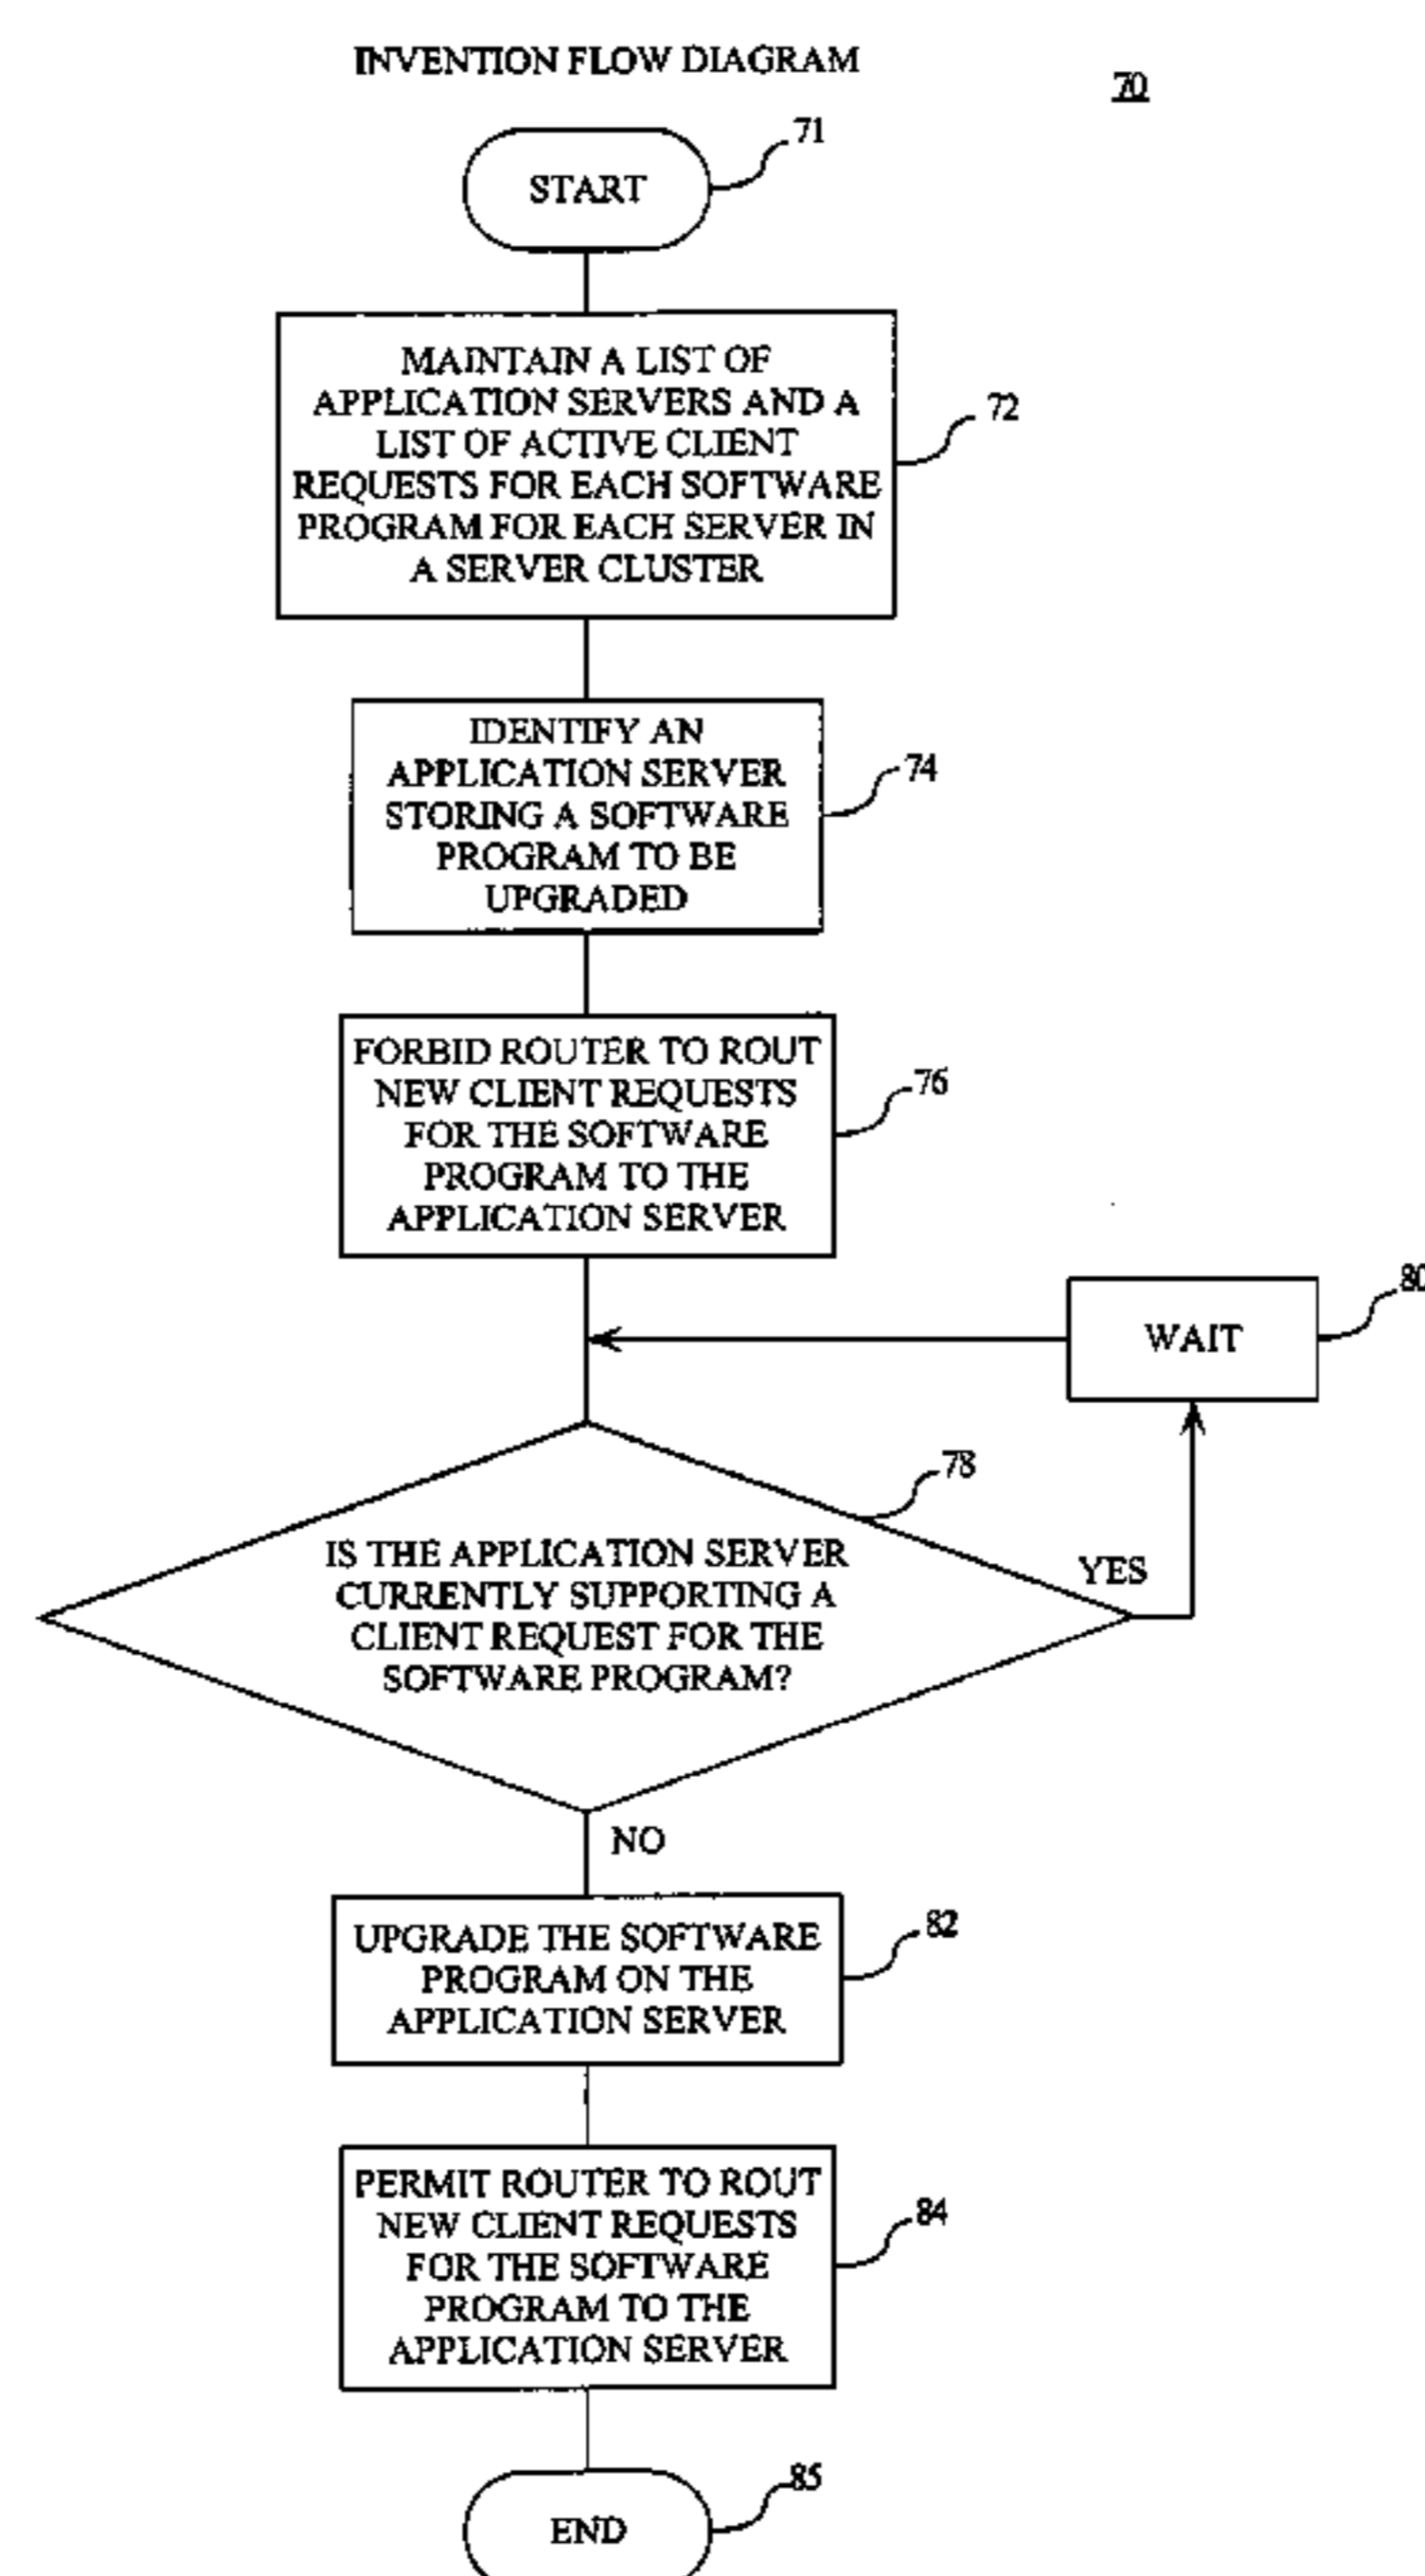 INVENTION FLOW DIAGRAM
70
START
71
MAINTAIN A LIST OF
APPLICATION SERVERS AND A
LIST OF ACTIVE CLIENT
REQUESTS FOR EACH SOFTWARE
PROGRAM FOR EACH SERVER IN
A SERVER CLUSTER
72
IDENTIFY AN
APPLICATION SERVER
STORING A SOFTWARE
PROGRAM TO BE
UPGRADED
74
FORBID ROUTER TO ROUT
NEW CLIENT REQUESTS
FOR THE SOFTWARE
PROGRAM TO THE
APPLICATION SERVER
76
WAIT
80
IS THE APPLICATION SERVER
CURRENTLY SUPPORTING A
CLIENT REQUEST FOR THE
SOFTWARE PROGRAM?
78
YES
NO
UPGRADE THE SOFTWARE
PROGRAM ON THE
APPLICATION SERVER
82
PERMIT ROUTER TO ROUT
NEW CLIENT REQUESTS
FOR THE SOFTWARE
PROGRAM TO THE
APPLICATION SERVER
84
END
85